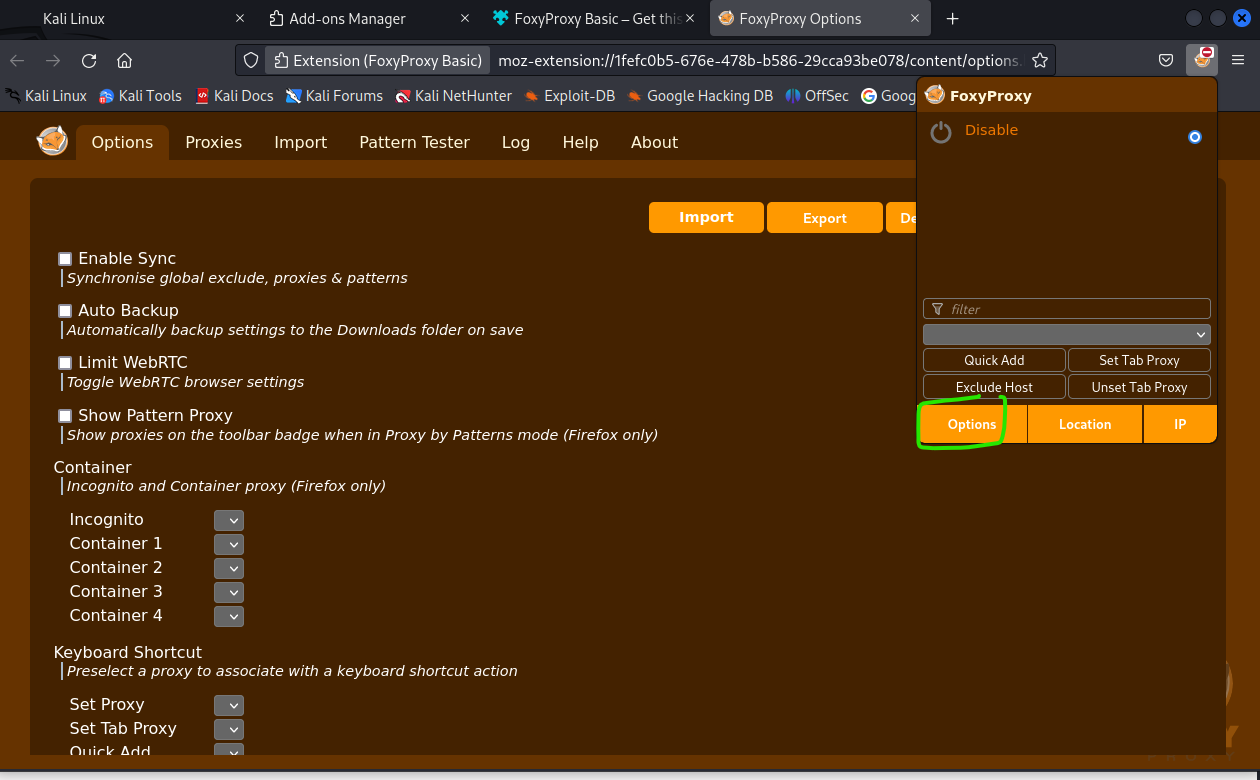 Kali Linux
Add-ons Manager
FoxyProxy Basic – Get this
FoxyProxy Options
Extension (FoxyProxy Basic)
moz-extension://1fefc0b5-676e-478b-b586-29cca93be078/content/options.
Kali Linux
Kali Tools
Kali Docs
Kali Forums
Kali NetHunter
Exploit-DB
Google Hacking DB
OffSec
Goog
FoxyProxy
Disable
filter
Quick Add
Set Tab Proxy
Exclude Host
Unset Tab Proxy
Options
Location
IP
Options
Proxies
Import
Pattern Tester
Log
Help
About
Import
Export
De
Enable Sync
Synchronise global exclude, proxies & patterns
Auto Backup
Automatically backup settings to the Downloads folder on save
Limit WebRTC
Toggle WebRTC browser settings
Show Pattern Proxy
Show proxies on the toolbar badge when in Proxy by Patterns mode (Firefox only)
Container
Incognito and Container proxy (Firefox only)
Incognito
Container 1
Container 2
Container 3
Container 4
Keyboard Shortcut
Preselect a proxy to associate with a keyboard shortcut action
Set Proxy
Set Tab Proxy
Quick Add